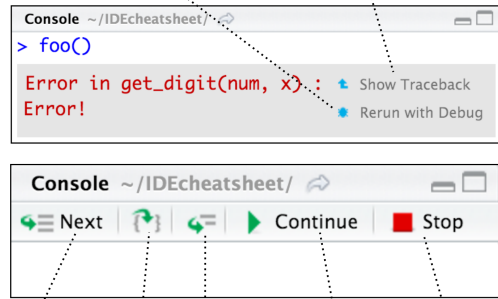 Console ~/IDEcheatsheet/
> foo()
Error in get_digit(num, x) : Show Traceback
Error! Rerun with Debug
Console ~/IDEcheatsheet/
Next Continue Stop